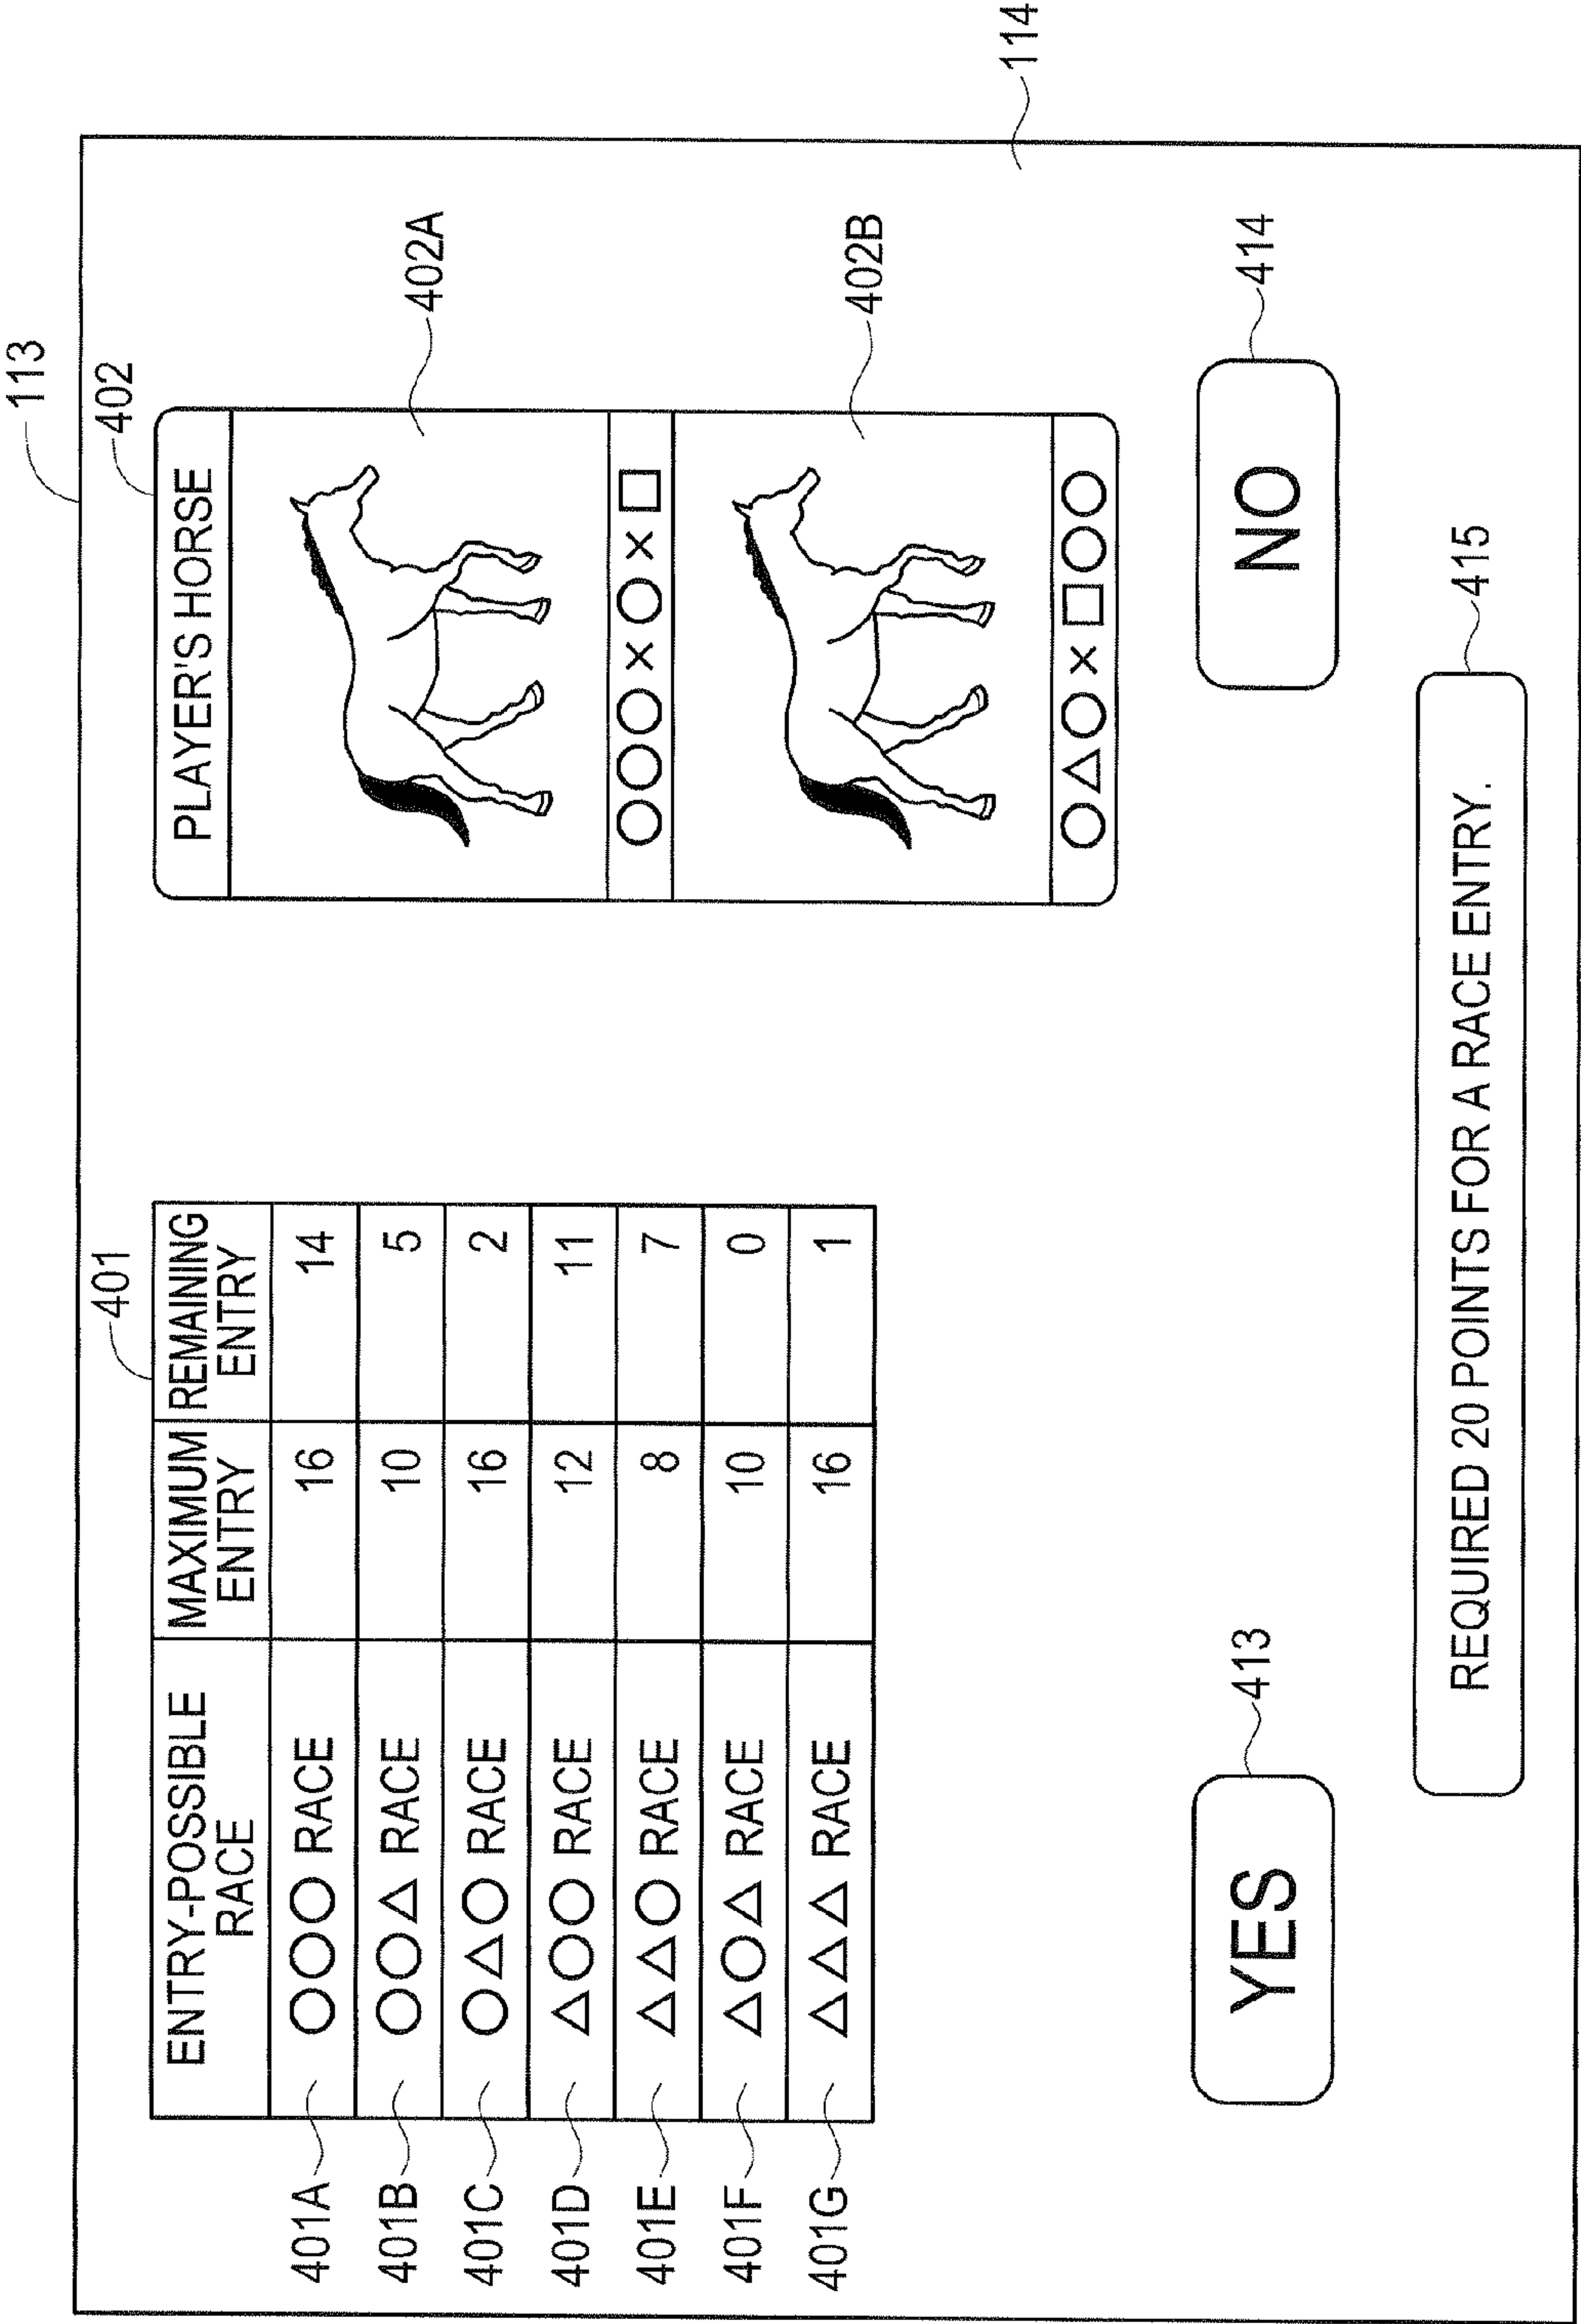 113
401
402
ENTRY-POSSIBLE RACE MAXIMUM ENTRY REMAINING ENTRY
401A ○○○ RACE 16 14
401B ○○△ RACE 10 5
401C ○△○ RACE 16 2
401D △○○ RACE 12 11
401E △△○ RACE 8 7
401F △○△ RACE 10 0
401G △△△ RACE 16 1
PLAYER'S HORSE
402A
○○○×○×□
402B
○△○×□○○
114
YES
413
NO
414
REQUIRED 20 POINTS FOR A RACE ENTRY.
415